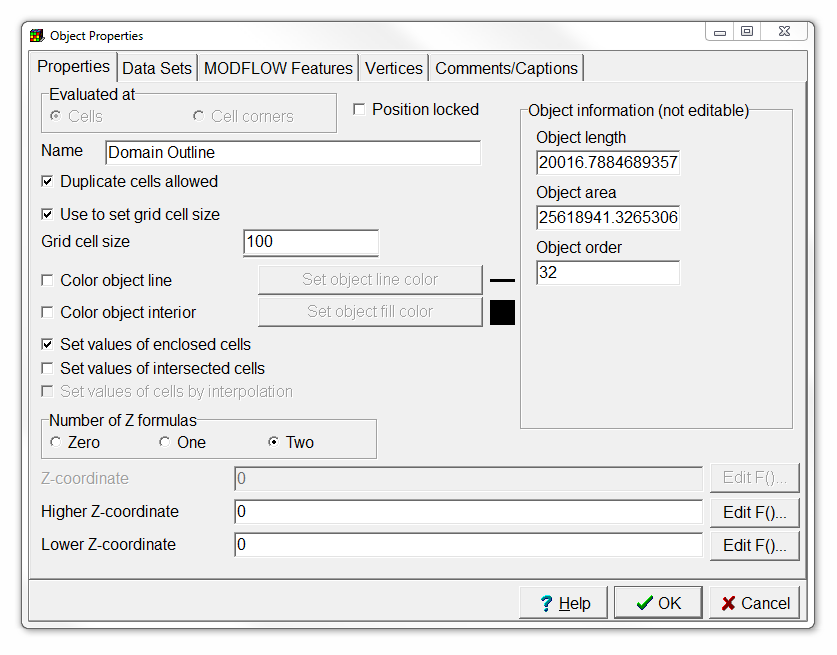 Object Properties
Properties Data Sets MODFLOW Features Vertices Comments/Captions
Evaluated at
Cells Cell corners
Position locked
Name Domain Outline
Duplicate cells allowed
Use to set grid cell size
Grid cell size 100
Color object line Set object line color
Color object interior Set object fill color
Set values of enclosed cells
Set values of intersected cells
Set values of cells by interpolation
Number of Z formulas
Zero One Two
Object information (not editable)
Object length
20016.7884689357
Object area
25618941.3265306
Object order
32
Z-coordinate 0 Edit F()...
Higher Z-coordinate 0 Edit F()...
Lower Z-coordinate 0 Edit F()...
? Help OK Cancel